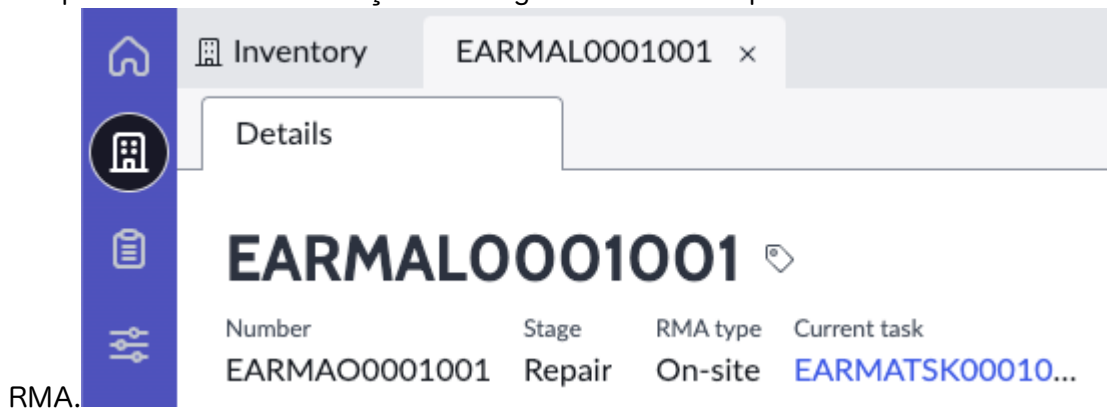 Inventory EARMAL0001001 ×
Details
EARMAL0001001
Number Stage RMA type Current task
EARMAO0001001 Repair On-site EARMATSK00010...
RMA.